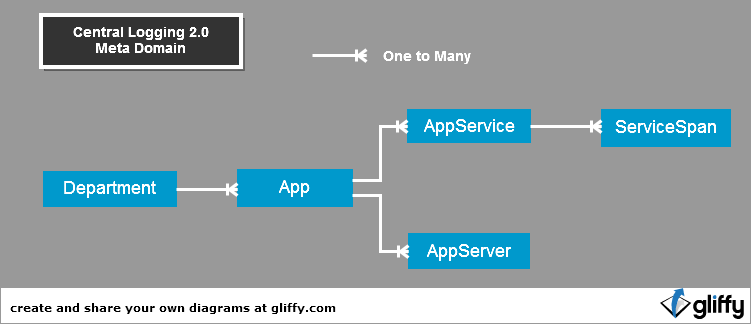 Central Logging 2.0
Meta Domain
One to Many
AppService
ServiceSpan
Department
App
AppServer
create and share your own diagrams at gliffy.com
gliffy